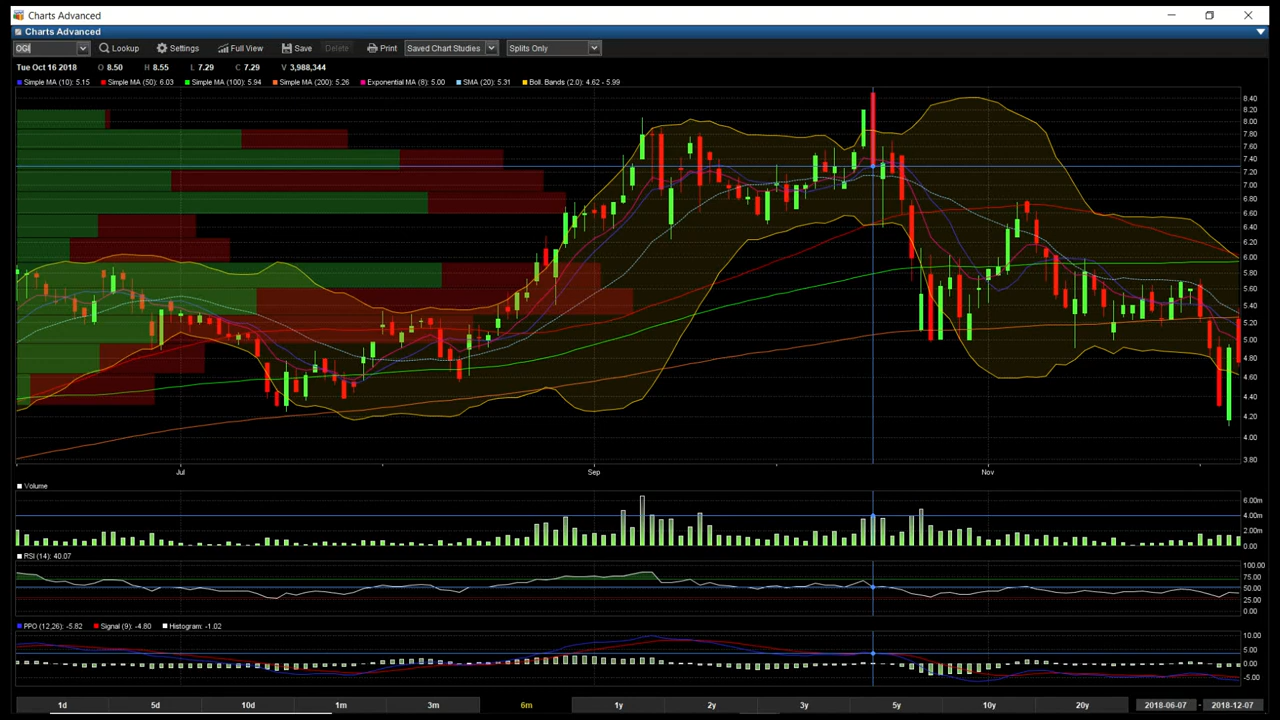 Charts Advanced
Charts Advanced
OGI Lookup Settings Full View Save Delete Print Saved Chart Studies Splits Only
Tue Oct 16 2018 O 8.50 H 8.55 L 7.29 C 7.29 V 3,988,344
Simple MA (10): 5.15 Simple MA (50): 6.03 Simple MA (100): 5.94 Simple MA (200): 5.26 Exponential MA (8): 5.00 SMA (20): 5.31 Boll. Bands (2.0): 4.62 - 5.99
8.40
8.20
8.00
7.80
7.60
7.40
7.20
7.00
6.80
6.60
6.40
6.20
6.00
5.80
5.60
5.40
5.20
5.00
4.80
4.60
4.40
4.20
4.00
3.80
Jul Sep Nov
Volume
6.00m
4.00m
2.00m
0.00
RSI (14): 40.07
100.00
75.00
50.00
25.00
0.00
PPO (12,26): -5.82 Signal (9): -4.80 Histogram: -1.02
10.00
5.00
0.00
-5.00
1d 5d 10d 1m 3m 6m 1y 2y 3y 5y 10y 20y 2018-06-07 - 2018-12-07